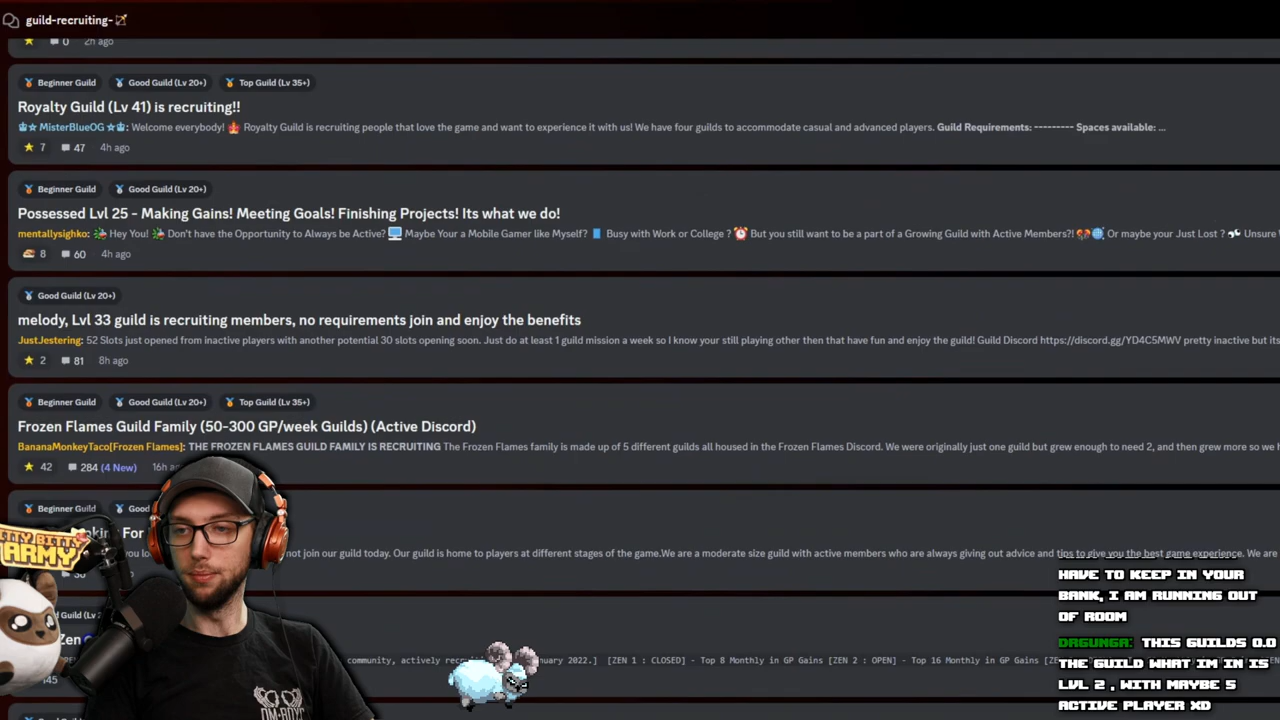 guild-recruiting-
0 2h ago
Beginner Guild Good Guild (Lv 20+) Top Guild (Lv 35+)
Royalty Guild (Lv 41) is recruiting!!
MisterBlueOG: Welcome everybody! Royalty Guild is recruiting people that love the game and want to experience it with us! We have four guilds to accommodate casual and advanced players. Guild Requirements: --------- Spaces available: ...
7 47 4h ago
Beginner Guild Good Guild (Lv 20+)
Possessed Lvl 25 - Making Gains! Meeting Goals! Finishing Projects! Its what we do!
mentallysighko: Hey You! Don't have the Opportunity to Always be Active? Maybe Your a Mobile Gamer like Myself? Busy with Work or College ? But you still want to be a part of a Growing Guild with Active Members?! Or maybe your Just Lost ? Unsure
8 60 4h ago
Good Guild (Lv 20+)
melody, Lvl 33 guild is recruiting members, no requirements join and enjoy the benefits
JustJestering: 52 Slots just opened from inactive players with another potential 30 slots opening soon. Just do at least 1 guild mission a week so I know your still playing other then that have fun and enjoy the guild! Guild Discord https://discord.gg/YD4C5MWV pretty inactive but its
2 81 8h ago
Beginner Guild Good Guild (Lv 20+) Top Guild (Lv 35+)
Frozen Flames Guild Family (50-300 GP/week Guilds) (Active Discord)
BananaMonkeyTaco[Frozen Flames]: THE FROZEN FLAMES GUILD FAMILY IS RECRUITING The Frozen Flames family is made up of 5 different guilds all housed in the Frozen Flames Discord. We were originally just one guild but grew enough to need 2, and then grew more so we
42 284 (4 New) 16h
Beginner Guild Good
For
not join our guild today. Our guild is home to players at different stages of the game.We are a moderate size guild with active members who are always giving out advice and tips to give you the best game experience. We are
Zen
community, actively January 2022.] [ZEN 1 : CLOSED] - Top 8 Monthly in GP Gains [ZEN 2 : OPEN] - Top 16 Monthly in GP Gains
145
ITTY BITTY
ARMY
DM-BOYS
HAVE TO KEEP IN YOUR
BANK, I AM RUNNING OUT
OF ROOM
DRGUNGA: THIS GUILDS 0.0
THE GUILD WHAT IM IN IS
LVL 2 , WITH MAYBE 5
ACTIVE PLAYER XD